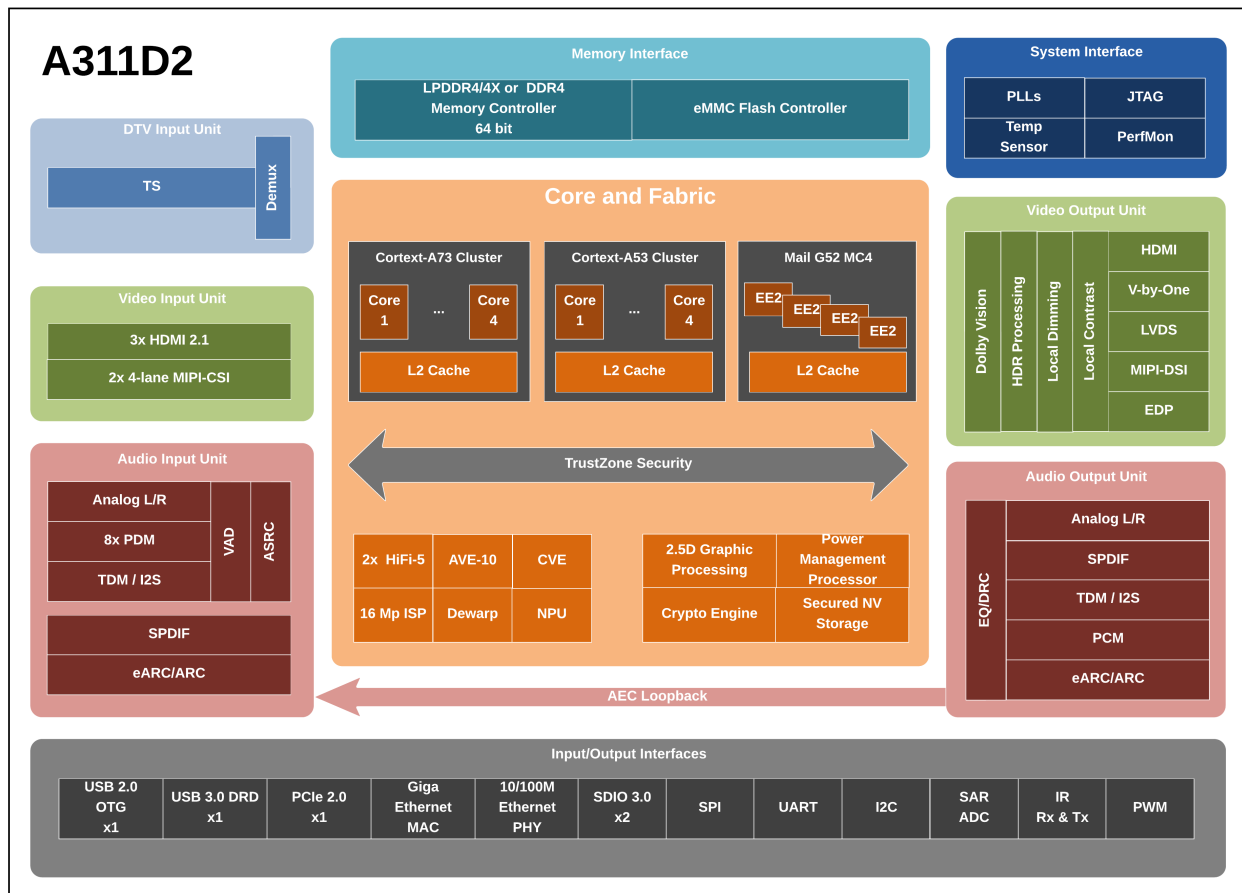 A311D2
Memory Interface
LPDDR4/4X or DDR4
Memory Controller
64 bit
eMMC Flash Controller
System Interface
PLLs
JTAG
Temp
Sensor
PerfMon
DTV Input Unit
TS
Demux
Video Input Unit
3x HDMI 2.1
2x 4-lane MIPI-CSI
Audio Input Unit
Analog L/R
8x PDM
TDM / I2S
VAD
ASRC
SPDIF
eARC/ARC
Core and Fabric
Cortext-A73 Cluster
Core
1
...
Core
4
L2 Cache
Cortext-A53 Cluster
Core
1
...
Core
4
L2 Cache
Mail G52 MC4
EE2
EE2
EE2
EE2
L2 Cache
TrustZone Security
2x HiFi-5
AVE-10
CVE
16 Mp ISP
Dewarp
NPU
2.5D Graphic
Processing
Power
Management
Processor
Crypto Engine
Secured NV
Storage
Video Output Unit
Dolby Vision
HDR Processing
Local Dimming
Local Contrast
HDMI
V-by-One
LVDS
MIPI-DSI
EDP
Audio Output Unit
EQ/DRC
Analog L/R
SPDIF
TDM / I2S
PCM
eARC/ARC
AEC Loopback
Input/Output Interfaces
USB 2.0
OTG
x1
USB 3.0 DRD
x1
PCIe 2.0
x1
Giga
Ethernet
MAC
10/100M
Ethernet
PHY
SDIO 3.0
x2
SPI
UART
I2C
SAR
ADC
IR
Rx & Tx
PWM